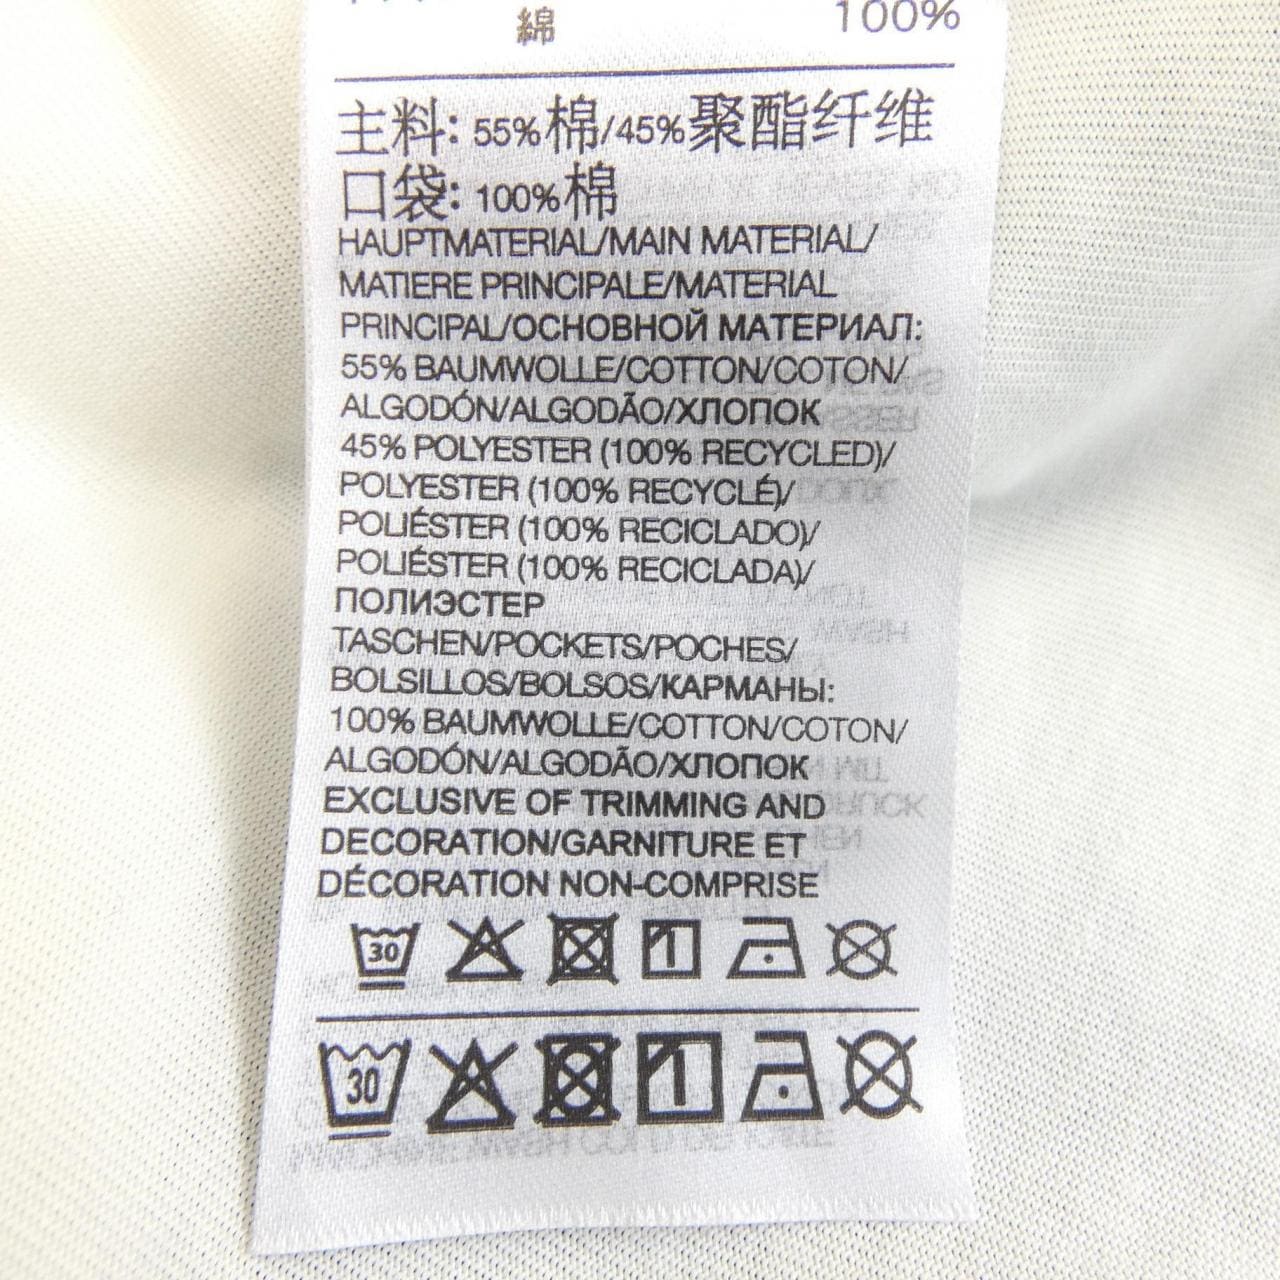 綿 100%
主料: 55%棉/45%聚酯纤维
口袋: 100%棉
HAUPTMATERIAL/MAIN MATERIAL/
MATIERE PRINCIPALE/MATERIAL
PRINCIPAL/ОСНОВНОЙ МАТЕРИАЛ:
55% BAUMWOLLE/COTTON/COTON/
ALGODÓN/ALGODÃO/ХЛОПОК
45% POLYESTER (100% RECYCLED)/
POLYESTER (100% RECYCLÉ)/
POLIÉSTER (100% RECICLADO)/
POLIÉSTER (100% RECICLADA)/
ПОЛИЭСТЕР
TASCHEN/POCKETS/POCHES/
BOLSILLOS/BOLSOS/КАРМАНЫ:
100% BAUMWOLLE/COTTON/COTON/
ALGODÓN/ALGODÃO/ХЛОПОК
EXCLUSIVE OF TRIMMING AND
DECORATION/GARNITURE ET
DÉCORATION NON-COMPRISE
30
30